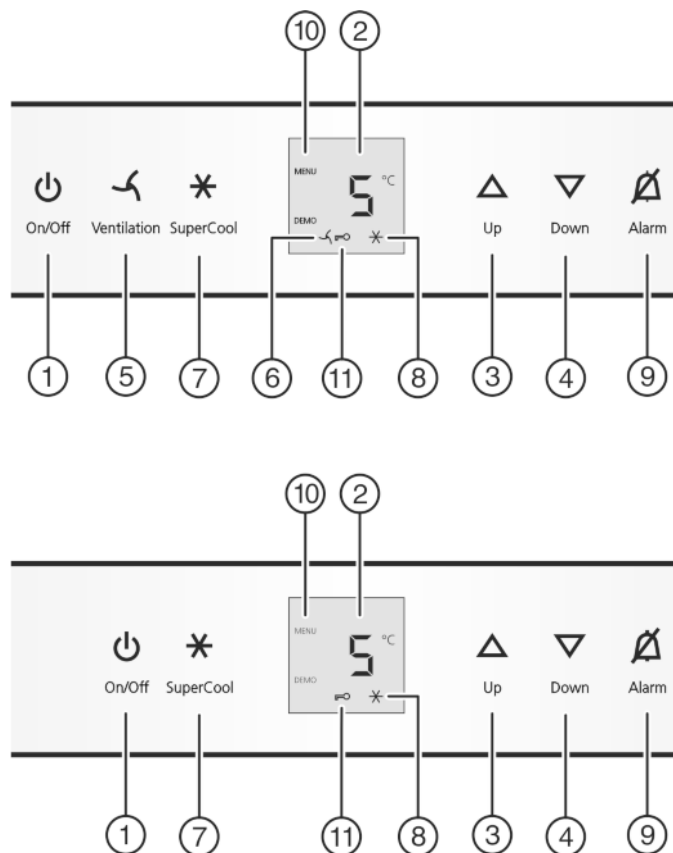 10 2
MENU
5 °C
DEMO
On/Off Ventilation SuperCool Up Down Alarm
1 5 7 6 11 8 3 4 9
10 2
MENU
5 °C
DEMO
On/Off SuperCool Up Down Alarm
1 7 11 8 3 4 9